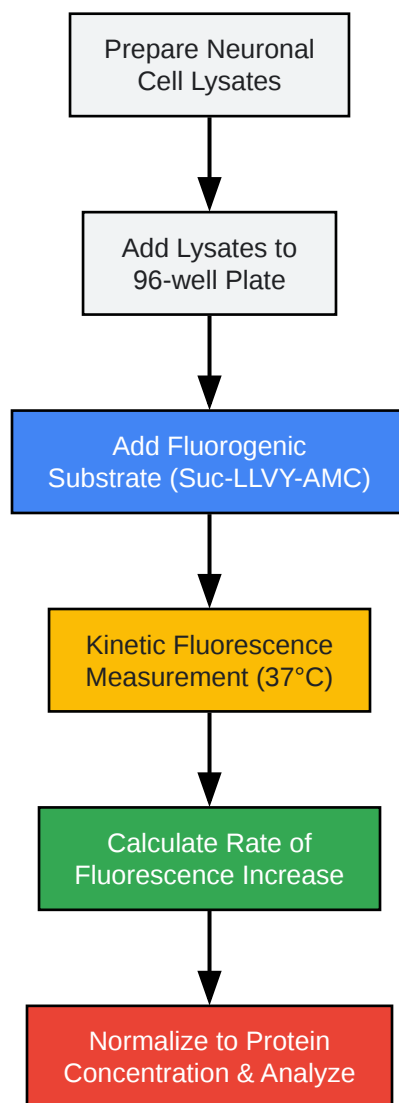 Prepare Neuronal
Cell Lysates
Add Lysates to
96-well Plate
Add Fluorogenic
Substrate (Suc-LLVY-AMC)
Kinetic Fluorescence
Measurement (37°C)
Calculate Rate of
Fluorescence Increase
Normalize to Protein
Concentration & Analyze